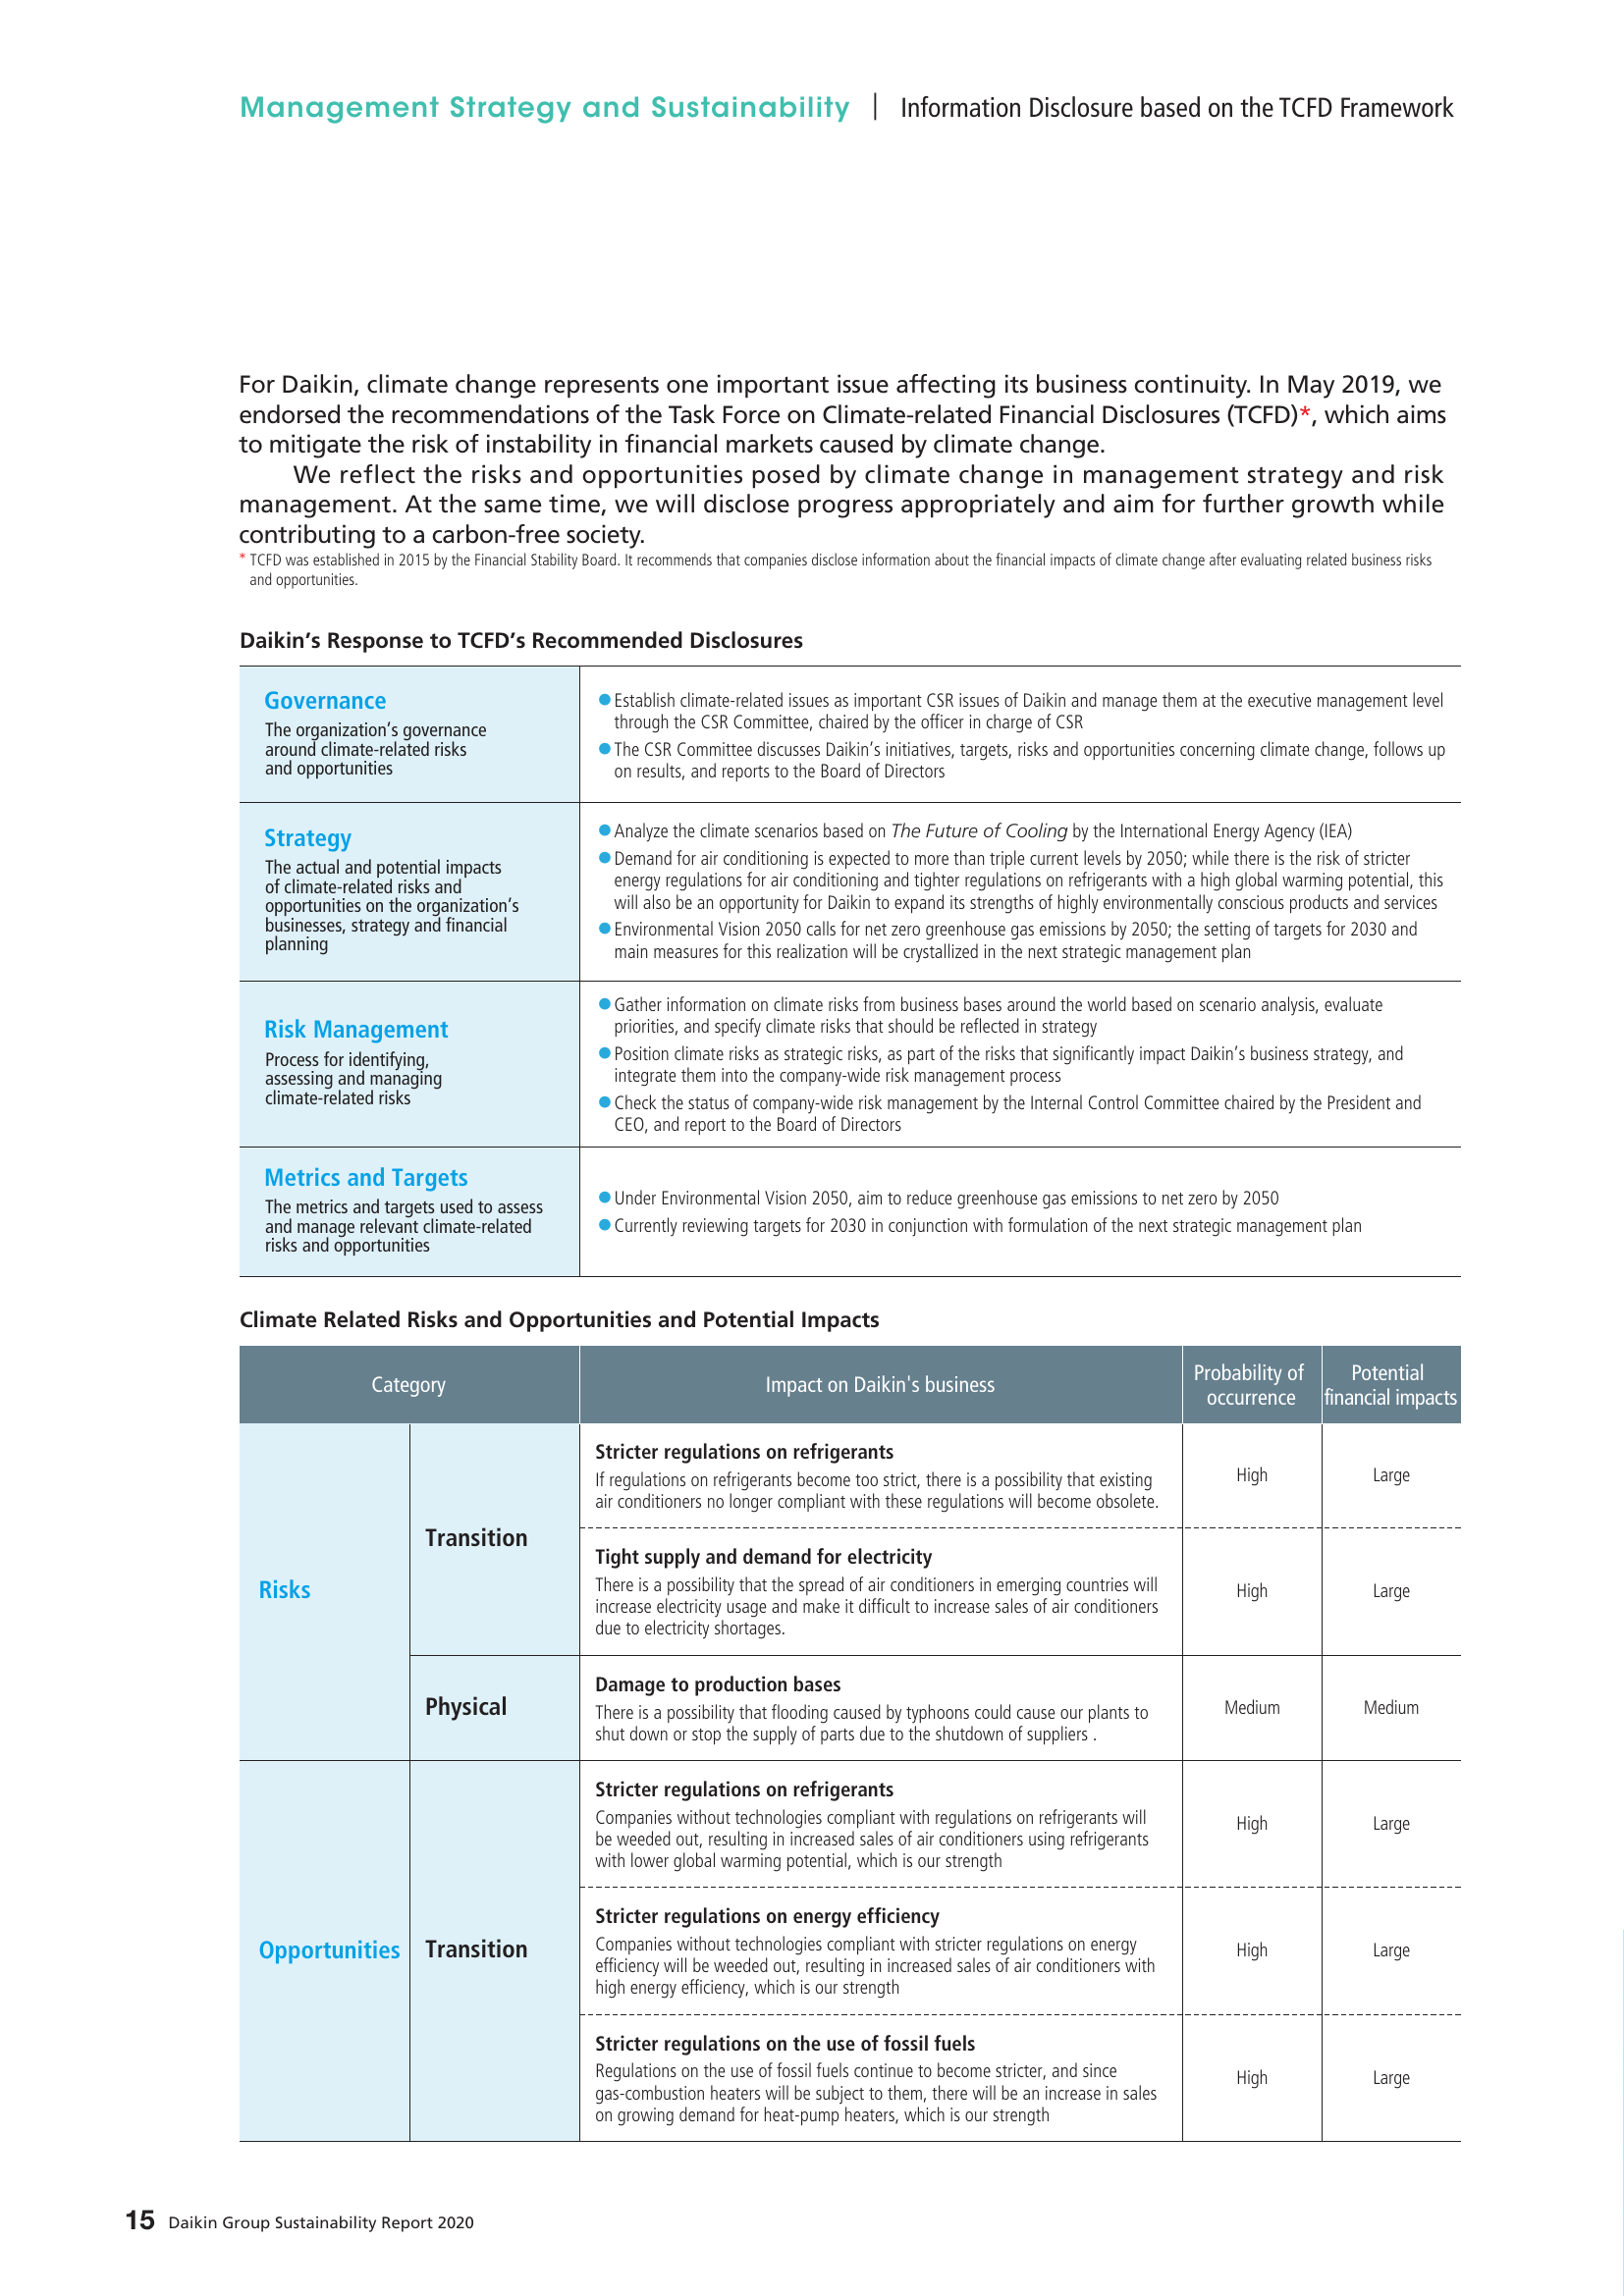 Management Strategy and Sustainability | Information Disclosure based on the TCFD Framework
For Daikin, climate change represents one important issue affecting its business continuity. In May 2019, we
endorsed the recommendations of the Task Force on Climate-related Financial Disclosures (TCFD)*, which aims
to mitigate the risk of instability in financial markets caused by climate change.
We reflect the risks and opportunities posed by climate change in management strategy and risk
management. At the same time, we will disclose progress appropriately and aim for further growth while
contributing to a carbon-free society.
* TCFD was established in 2015 by the Financial Stability Board. It recommends that companies disclose information about the financial impacts of climate change after evaluating related business risks
and opportunities.
Daikin's Response to TCFD's Recommended Disclosures
Governance
The organization's governance
around climate-related risks
and opportunities
● Establish climate-related issues as important CSR issues of Daikin and manage them at the executive management level
through the CSR Committee, chaired by the officer in charge of CSR
● The CSR Committee discusses Daikin's initiatives, targets, risks and opportunities concerning climate change, follows up
on results, and reports to the Board of Directors
Strategy
The actual and potential impacts
of climate-related risks and
opportunities on the organization's
businesses, strategy and financial
planning
● Analyze the climate scenarios based on The Future of Cooling by the International Energy Agency (IEA)
● Demand for air conditioning is expected to more than triple current levels by 2050; while there is the risk of stricter
energy regulations for air conditioning and tighter regulations on refrigerants with a high global warming potential, this
will also be an opportunity for Daikin to expand its strengths of highly environmentally conscious products and services
● Environmental Vision 2050 calls for net zero greenhouse gas emissions by 2050; the setting of targets for 2030 and
main measures for this realization will be crystallized in the next strategic management plan
Risk Management
Process for identifying,
assessing and managing
climate-related risks
● Gather information on climate risks from business bases around the world based on scenario analysis, evaluate
priorities, and specify climate risks that should be reflected in strategy
● Position climate risks as strategic risks, as part of the risks that significantly impact Daikin's business strategy, and
integrate them into the company-wide risk management process
● Check the status of company-wide risk management by the Internal Control Committee chaired by the President and
CEO, and report to the Board of Directors
Metrics and Targets
The metrics and targets used to assess
and manage relevant climate-related
risks and opportunities
● Under Environmental Vision 2050, aim to reduce greenhouse gas emissions to net zero by 2050
● Currently reviewing targets for 2030 in conjunction with formulation of the next strategic management plan
Climate Related Risks and Opportunities and Potential Impacts
Category
Impact on Daikin's business
Probability of
occurrence
Potential
financial impacts
Risks
Transition
Stricter regulations on refrigerants
If regulations on refrigerants become too strict, there is a possibility that existing
air conditioners no longer compliant with these regulations will become obsolete.
High
Large
Tight supply and demand for electricity
There is a possibility that the spread of air conditioners in emerging countries will
increase electricity usage and make it difficult to increase sales of air conditioners
due to electricity shortages.
High
Large
Physical
Damage to production bases
There is a possibility that flooding caused by typhoons could cause our plants to
shut down or stop the supply of parts due to the shutdown of suppliers .
Medium
Medium
Opportunities
Transition
Stricter regulations on refrigerants
Companies without technologies compliant with regulations on refrigerants will
be weeded out, resulting in increased sales of air conditioners using refrigerants
with lower global warming potential, which is our strength
High
Large
Stricter regulations on energy efficiency
Companies without technologies compliant with stricter regulations on energy
efficiency will be weeded out, resulting in increased sales of air conditioners with
high energy efficiency, which is our strength
High
Large
Stricter regulations on the use of fossil fuels
Regulations on the use of fossil fuels continue to become stricter, and since
gas-combustion heaters will be subject to them, there will be an increase in sales
on growing demand for heat-pump heaters, which is our strength
High
Large
15 Daikin Group Sustainability Report 2020